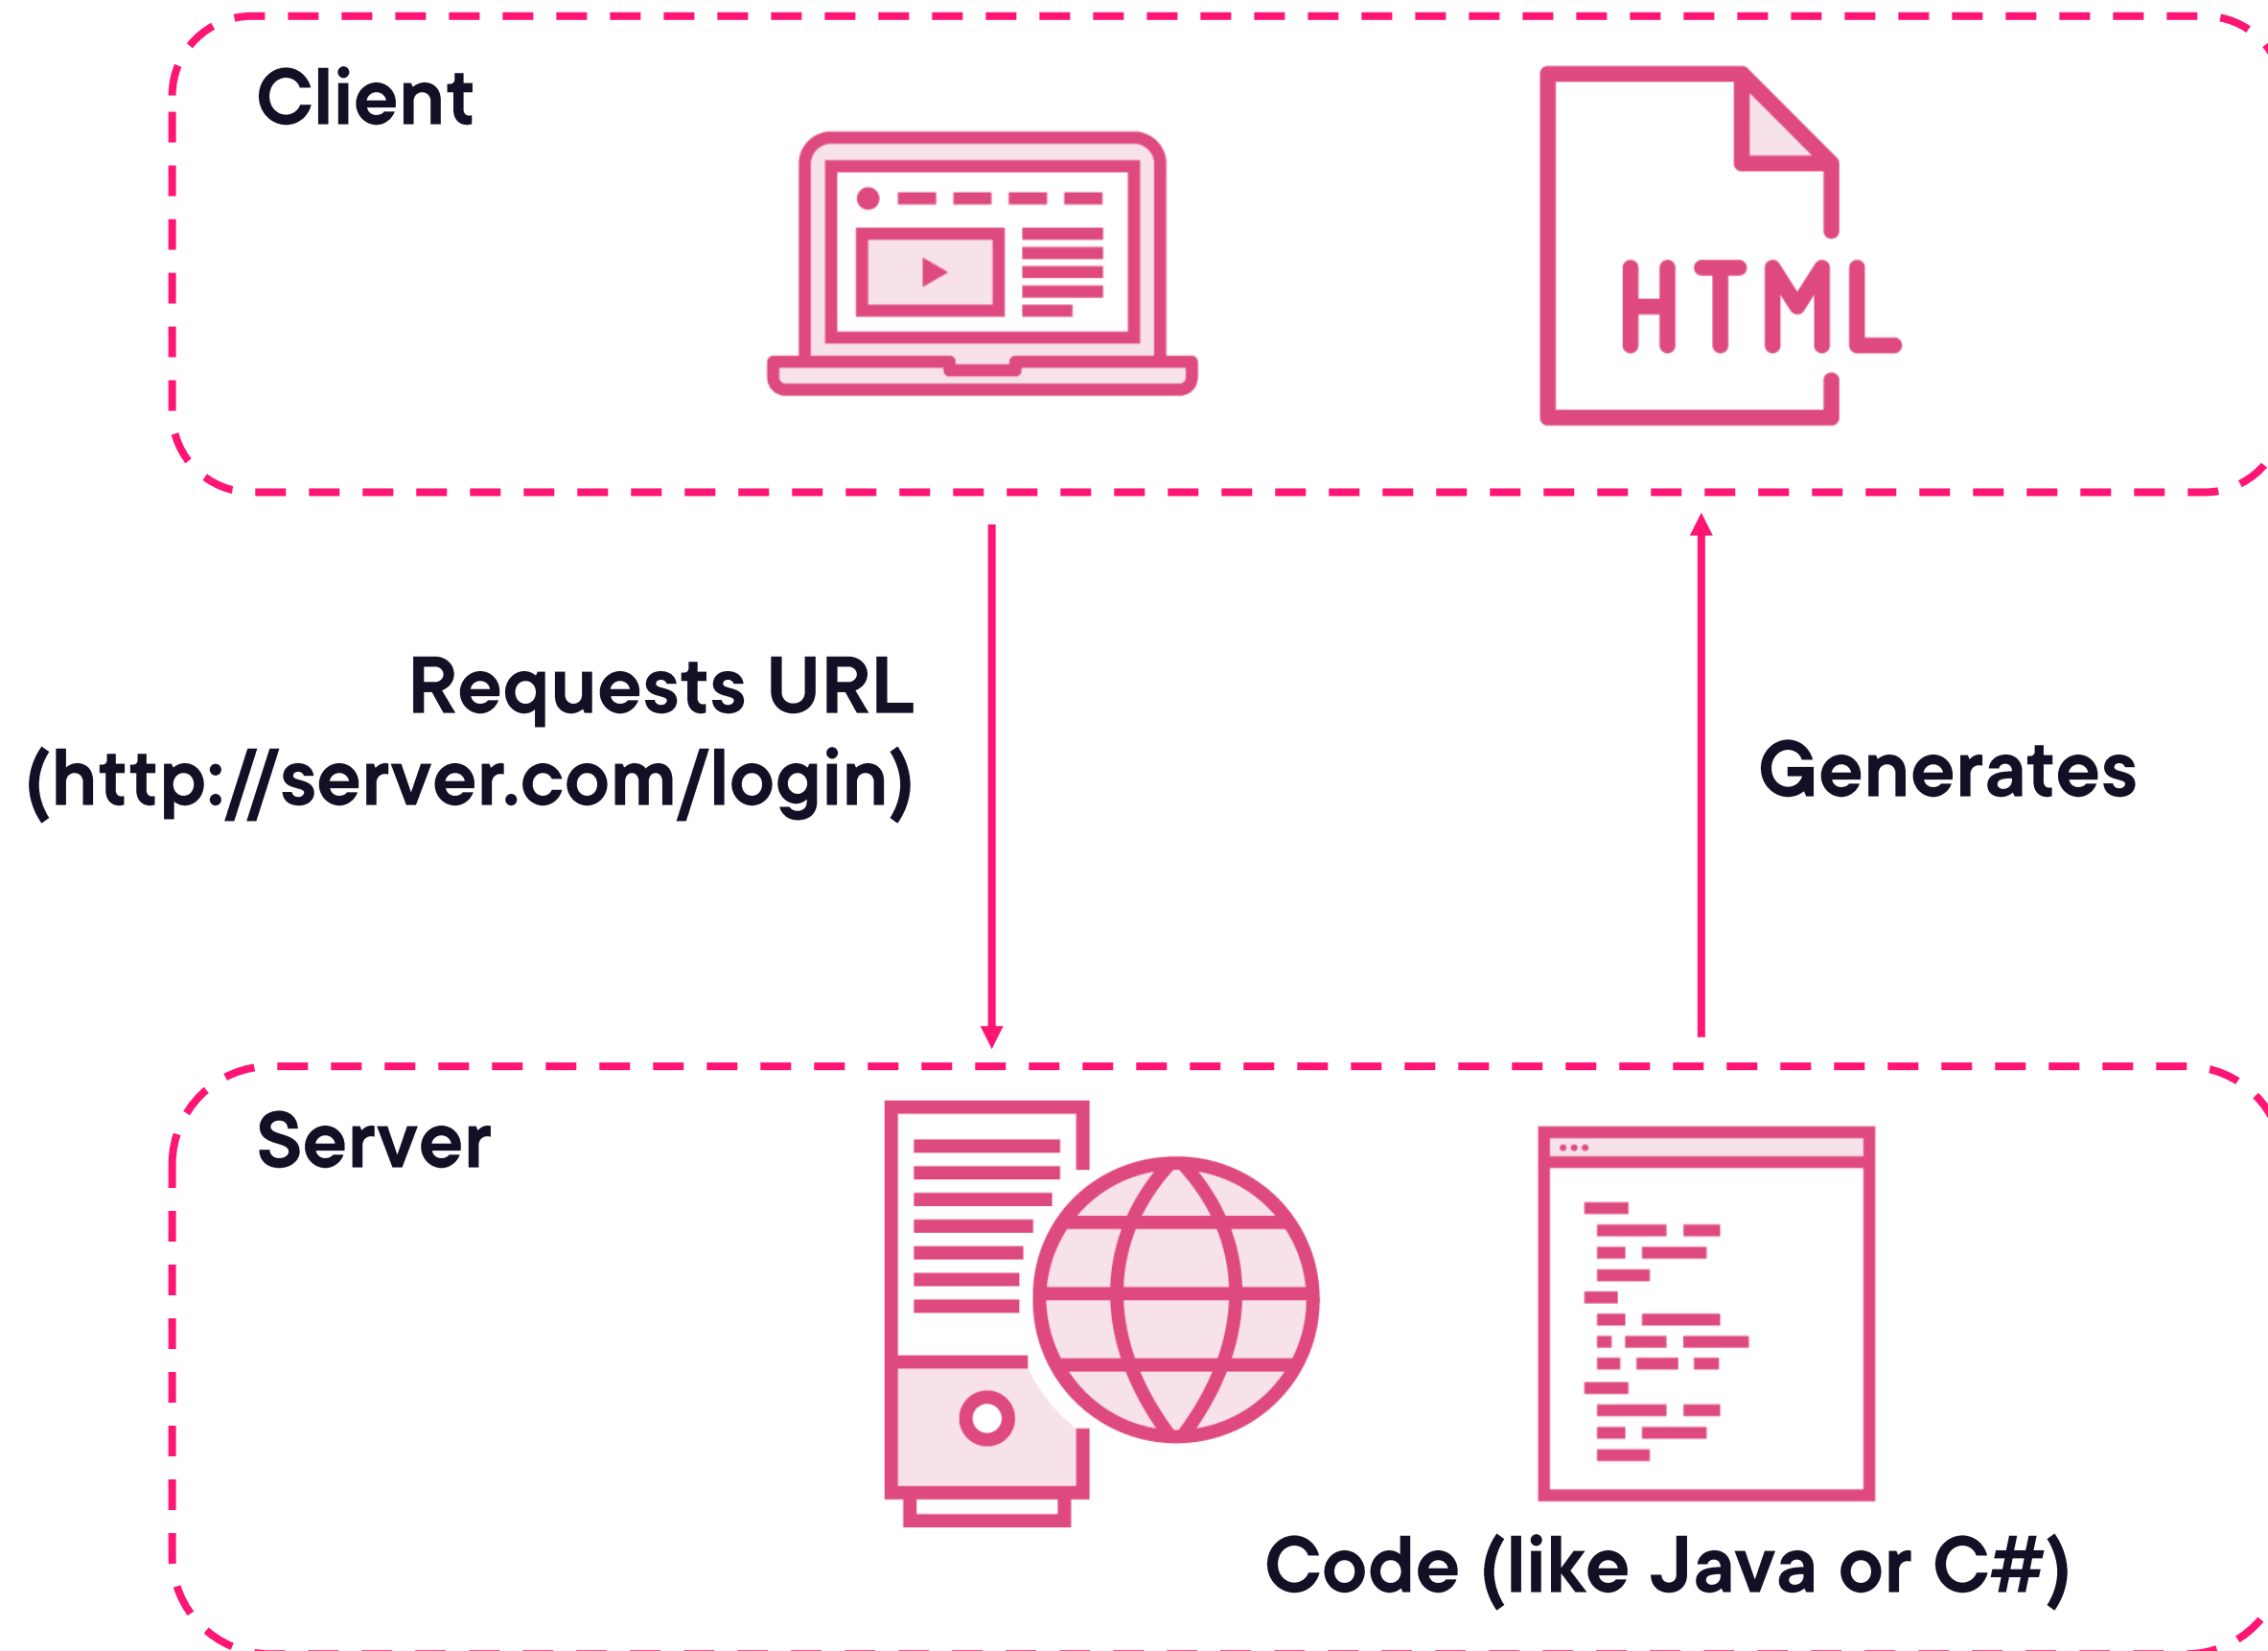 Client
HTML
Requests URL
(http://server.com/login)
Generates
Server
Code (like Java or C#)